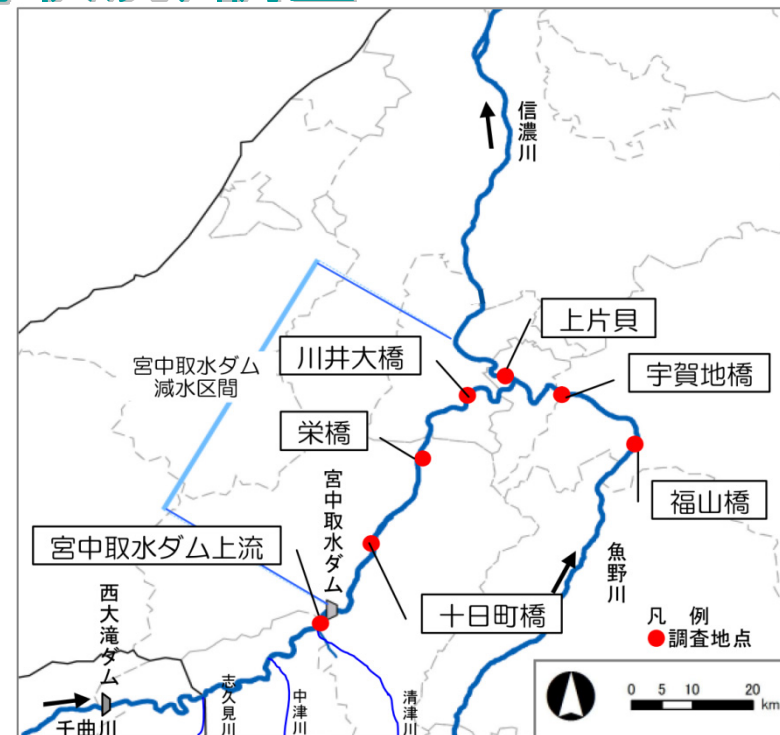 信濃川
上片貝
川井大橋
宇賀地橋
宮中取水ダム
減水区間
栄橋
宮中取水ダム
福山橋
宮中取水ダム上流
魚野川
西大滝ダム
十日町橋
凡 例
調査地点
志久見川
中津川
清津川
千曲川
0 5 10 20
km